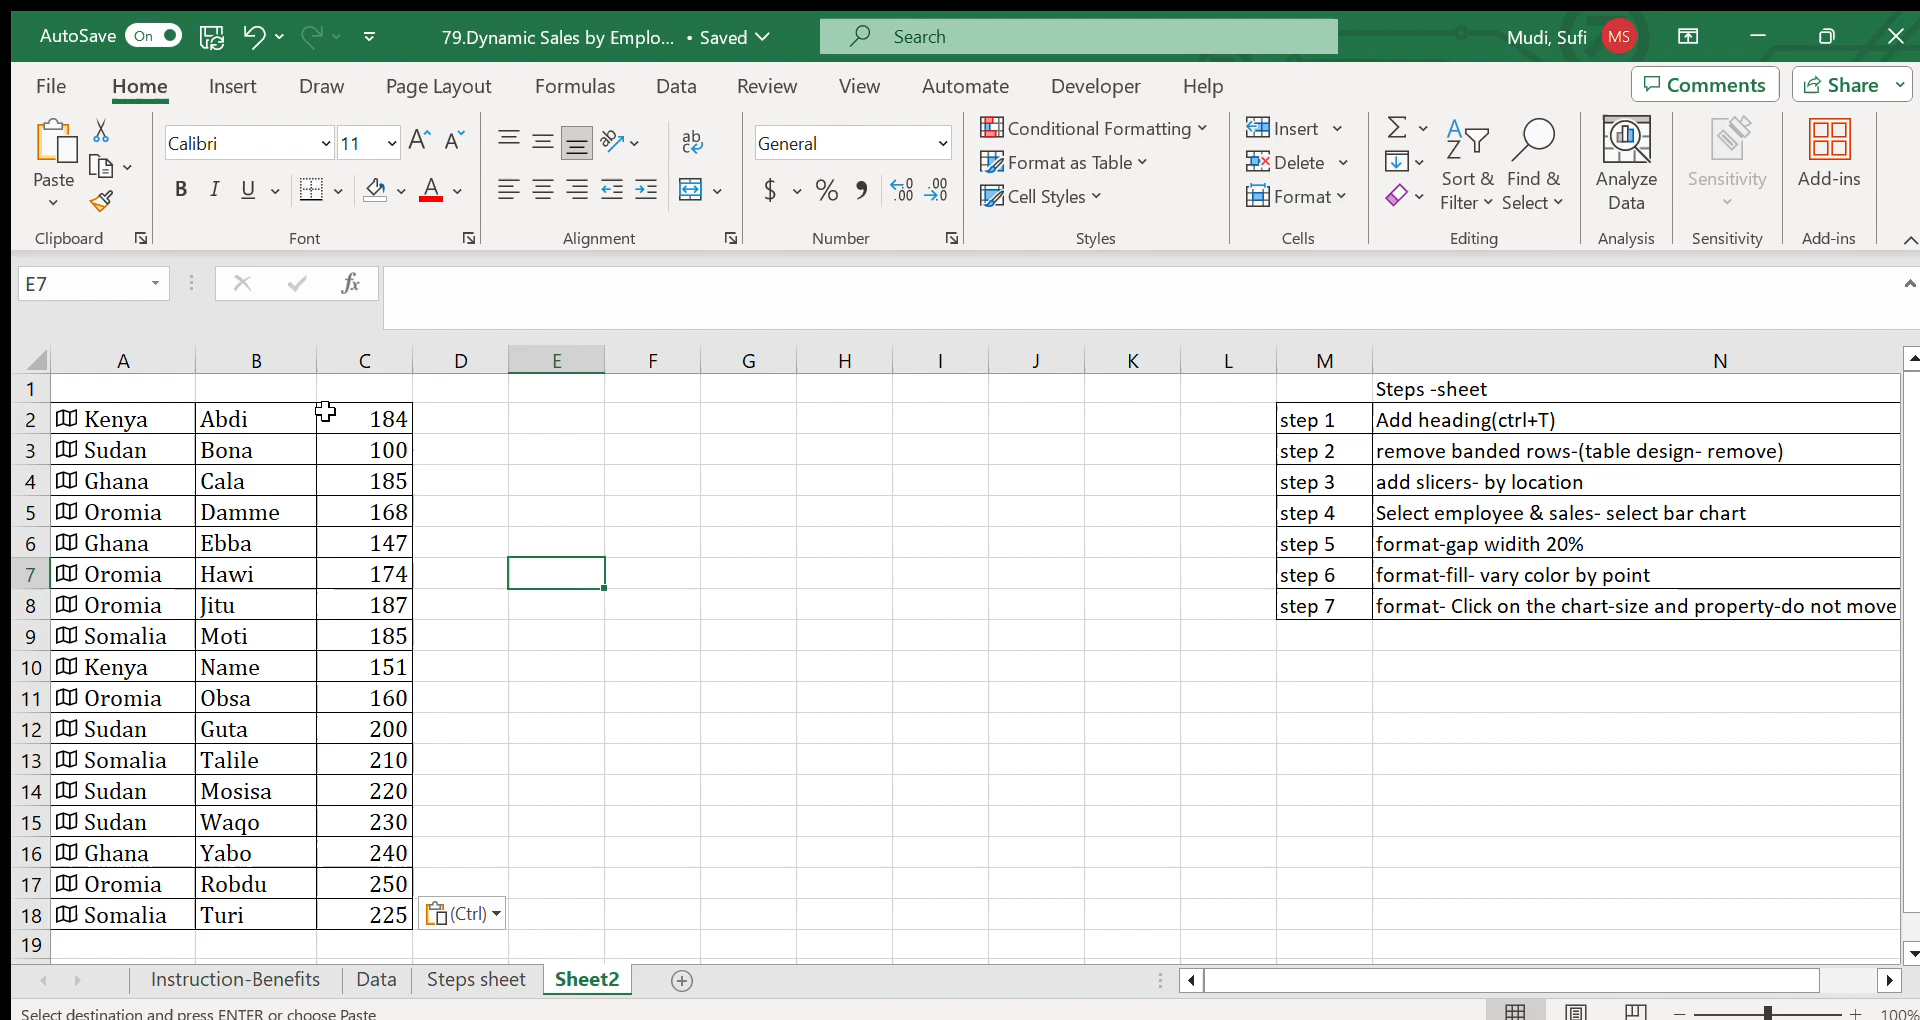 AutoSave On 79.Dynamic Sales by Emplo... • Saved Search Mudi, Sufi MS
File Home Insert Draw Page Layout Formulas Data Review View Automate Developer Help Comments Share
Paste
Clipboard
Calibri 11
B I U A
Font
ab
Alignment
General
$ % 9 .00 .00
Number
Conditional Formatting
Format as Table
Cell Styles
Styles
Insert
Delete
Format
Cells
Sort & Filter
Find & Select
Editing
Analyze Data
Analysis
Sensitivity
Sensitivity
Add-ins
Add-ins
E7 fx
A B C D E F G H I J K L M N
1 Steps -sheet
2 Kenya Abdi 184 step 1 Add heading(ctrl+T)
3 Sudan Bona 100 step 2 remove banded rows-(table design- remove)
4 Ghana Cala 185 step 3 add slicers- by location
5 Oromia Damme 168 step 4 Select employee & sales- select bar chart
6 Ghana Ebba 147 step 5 format-gap widith 20%
7 Oromia Hawi 174 step 6 format-fill- vary color by point
8 Oromia Jitu 187 step 7 format- Click on the chart-size and property-do not move
9 Somalia Moti 185
10 Kenya Name 151
11 Oromia Obsa 160
12 Sudan Guta 200
13 Somalia Talile 210
14 Sudan Mosisa 220
15 Sudan Waqo 230
16 Ghana Yabo 240
17 Oromia Robdu 250
18 Somalia Turi 225 (Ctrl)
19
Instruction-Benefits Data Steps sheet Sheet2
Select destination and press ENTER or choose Paste 100%